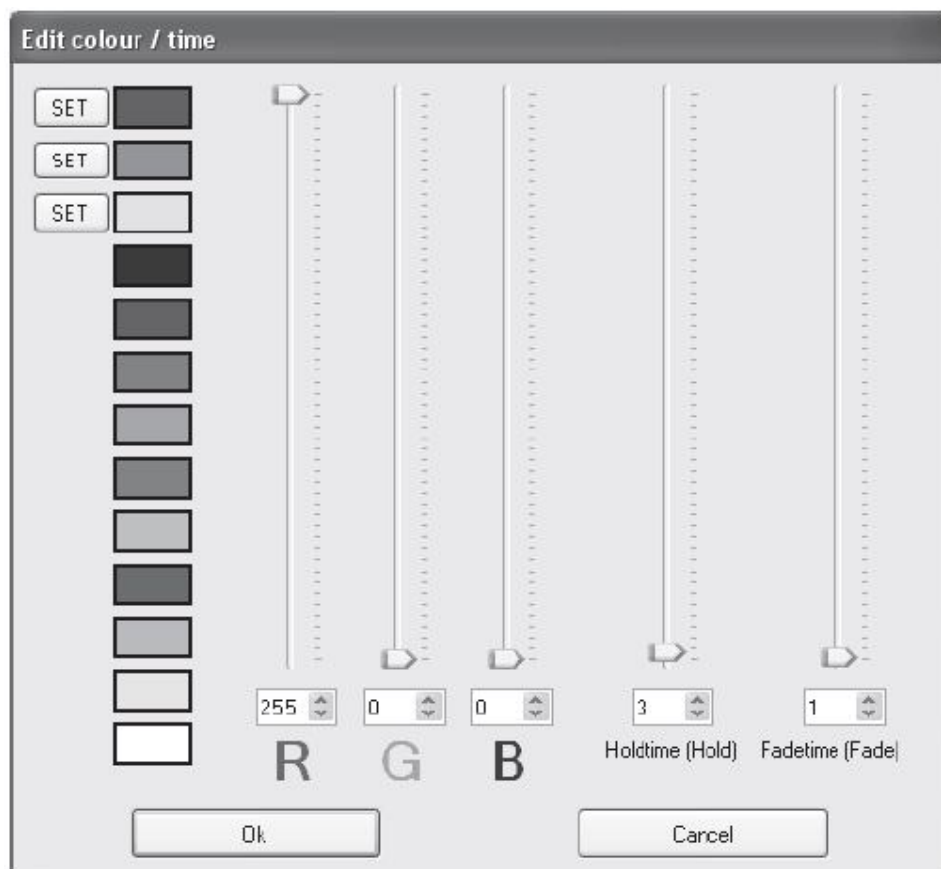 Edit colour / time
SET
SET
SET
255 0 0 3 1
R G B Holdtime (Hold) Fadetime (Fade
Ok Cancel